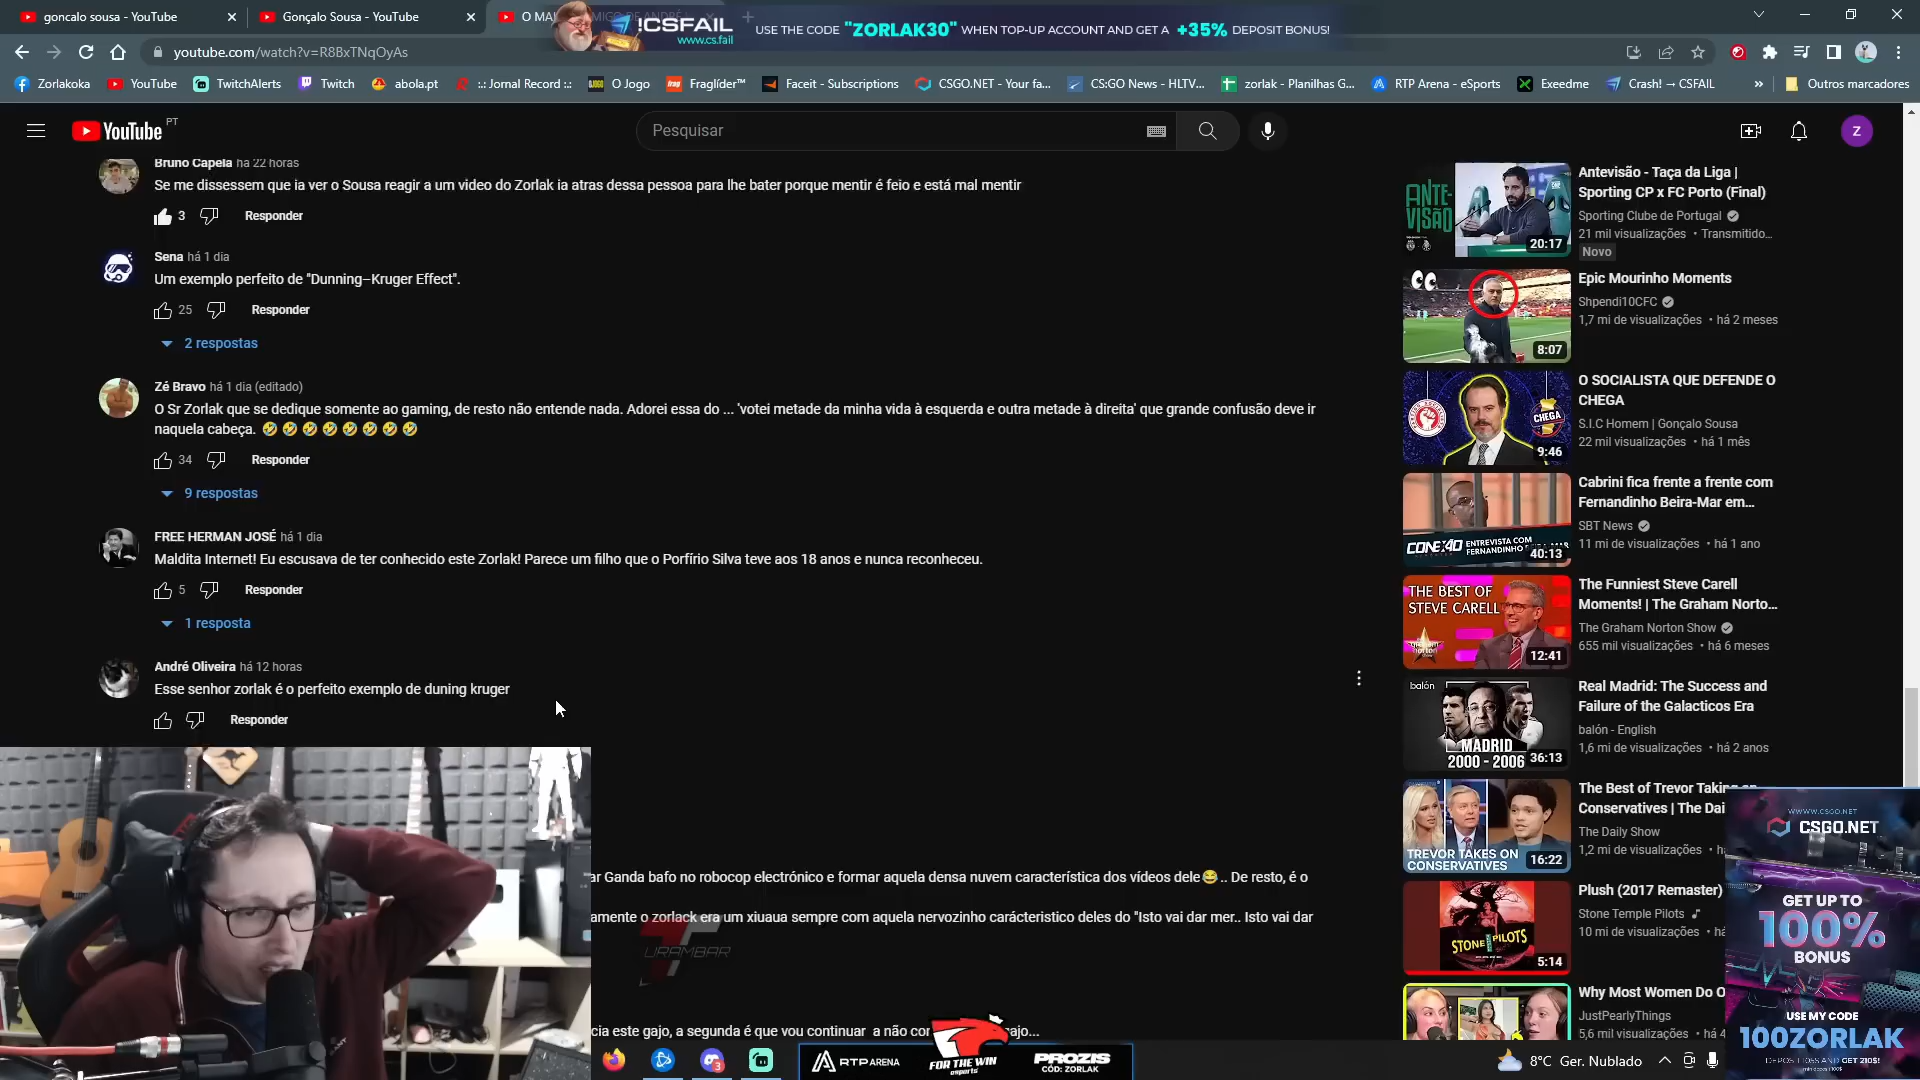 goncalo sousa - YouTube
Gonçalo Sousa - YouTube
!CSFAIL
www.cs.fail
USE THE CODE "ZORLAK30" WHEN TOP-UP ACCOUNT AND GET A +35% DEPOSIT BONUS!
youtube.com/watch?v=R8BxTNqOyAs
Zorlakoka
YouTube
TwitchAlerts
Twitch
abola.pt
::: Jornal Record :::
O Jogo
Fraglíder™
Faceit - Subscriptions
CSGO.NET - Your fa...
CS:GO News - HLTV...
zorlak - Planilhas G...
RTP Arena - eSports
Exeedme
Crash! → CSFAIL
»
Outros marcadores
YouTube PT
Pesquisar
Z
Bruno Capela há 22 horas
Se me dissessem que ia ver o Sousa reagir a um video do Zorlak ia atras dessa pessoa para lhe bater porque mentir é feio e está mal mentir
3 Responder
Sena há 1 dia
Um exemplo perfeito de "Dunning–Kruger Effect".
25 Responder
2 respostas
Zé Bravo há 1 dia (editado)
O Sr Zorlak que se dedique somente ao gaming, de resto não entende nada. Adorei essa do ... 'votei metade da minha vida à esquerda e outra metade à direita' que grande confusão deve ir
naquela cabeça. 🤣🤣🤣🤣🤣🤣🤣🤣
34 Responder
9 respostas
FREE HERMAN JOSÉ há 1 dia
Maldita Internet! Eu escusava de ter conhecido este Zorlak! Parece um filho que o Porfírio Silva teve aos 18 anos e nunca reconheceu.
5 Responder
1 resposta
André Oliveira há 12 horas
Esse senhor zorlak é o perfeito exemplo de duning kruger
Responder
ar Ganda bafo no robocop electrónico e formar aquela densa nuvem característica dos vídeos dele😂.. De resto, é o
amente o zorlack era um xiuaua sempre com aquela nervozinho carácteristico deles do "Isto vai dar mer.. Isto vai dar
URAMBAR
cia este gajo, a segunda é que vou continuar a não
ANTE-
VISÃO
20:17
Antevisão - Taça da Liga |
Sporting CP x FC Porto (Final)
Sporting Clube de Portugal
21 mil visualizações • Transmitido...
Novo
8:07
Epic Mourinho Moments
Shpendi10CFC
1,7 mi de visualizações • há 2 meses
CHEGA
9:46
O SOCIALISTA QUE DEFENDE O
CHEGA
S.I.C Homem | Gonçalo Sousa
22 mil visualizações • há 1 mês
ENTREVISTA COM
40:13
Cabrini fica frente a frente com
Fernandinho Beira-Mar em...
SBT News
11 mi de visualizações • há 1 ano
THE BEST OF
STEVE CARELL
12:41
The Funniest Steve Carell
Moments! | The Graham Norto...
The Graham Norton Show
655 mil visualizações • há 6 meses
balón
MADRID
2000 - 2006
36:13
Real Madrid: The Success and
Failure of the Galacticos Era
balón - English
1,6 mi de visualizações • há 2 anos
TREVOR TAKES ON
CONSERVATIVES
16:22
The Best of Trevor
Conservatives | The Dai
The Daily Show
1,2 mi de visualizações
STONE PILOTS
5:14
Plush (2017 Remaster)
Stone Temple Pilots
10 mi de visualizações
Why Most Women Do
JustPearlyThings
5,6 mil visualizações
WWW.CSGO.NET
CSGO.NET
GET UP TO
100%
BONUS
USE MY CODE
100ZORLAK
RTP ARENA
FOR THE WIN
esports
PROZIS
CÓD: ZORLAK
8°C Ger. Nublado